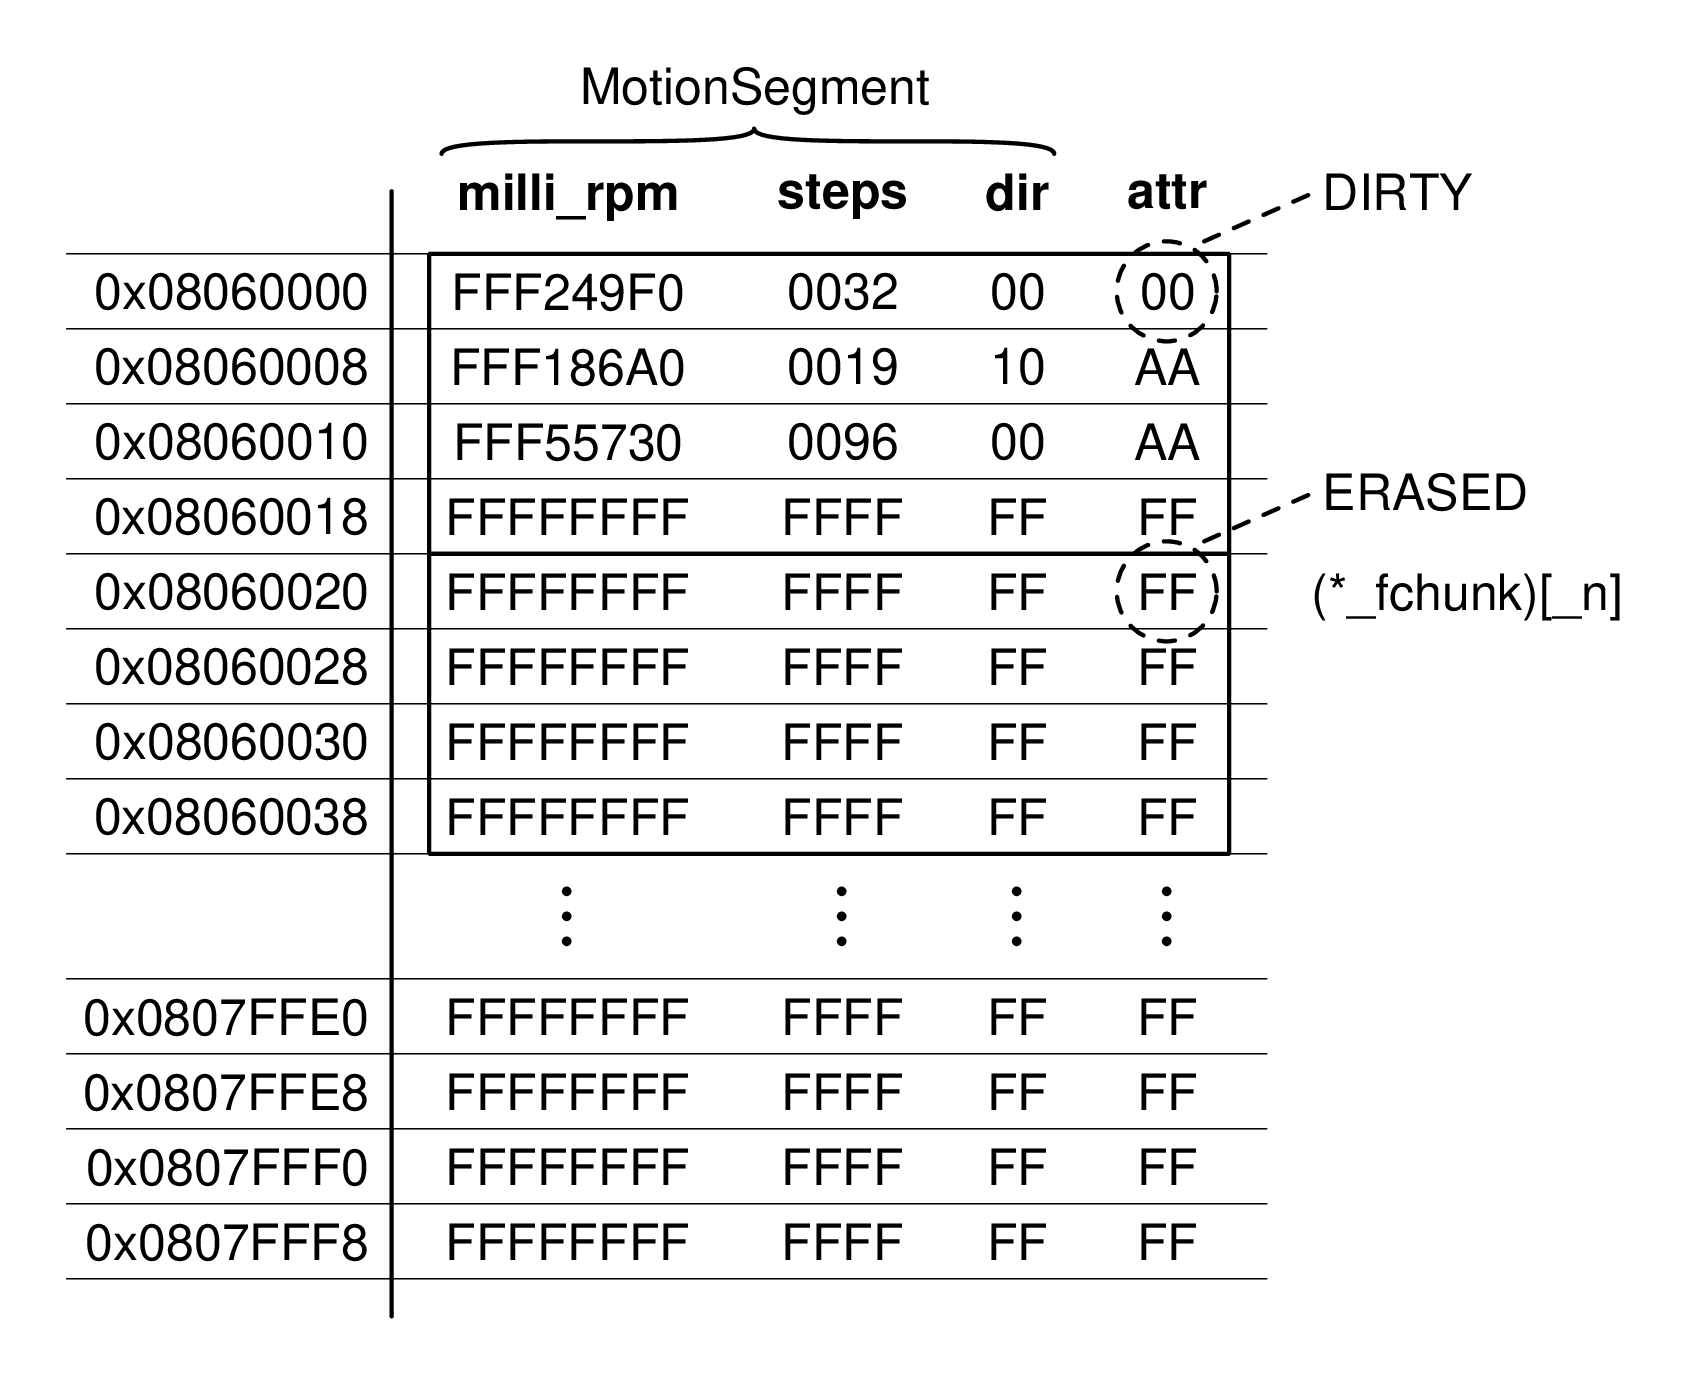 MotionSegment
milli_rpm steps dir attr DIRTY
0x08060000 FFF249F0 0032 00 00
0x08060008 FFF186A0 0019 10 AA
0x08060010 FFF55730 0096 00 AA
0x08060018 FFFFFFFF FFFF FF FF ERASED
0x08060020 FFFFFFFF FFFF FF FF (*_fchunk)[_n]
0x08060028 FFFFFFFF FFFF FF FF
0x08060030 FFFFFFFF FFFF FF FF
0x08060038 FFFFFFFF FFFF FF FF
0x0807FFE0 FFFFFFFF FFFF FF FF
0x0807FFE8 FFFFFFFF FFFF FF FF
0x0807FFF0 FFFFFFFF FFFF FF FF
0x0807FFF8 FFFFFFFF FFFF FF FF